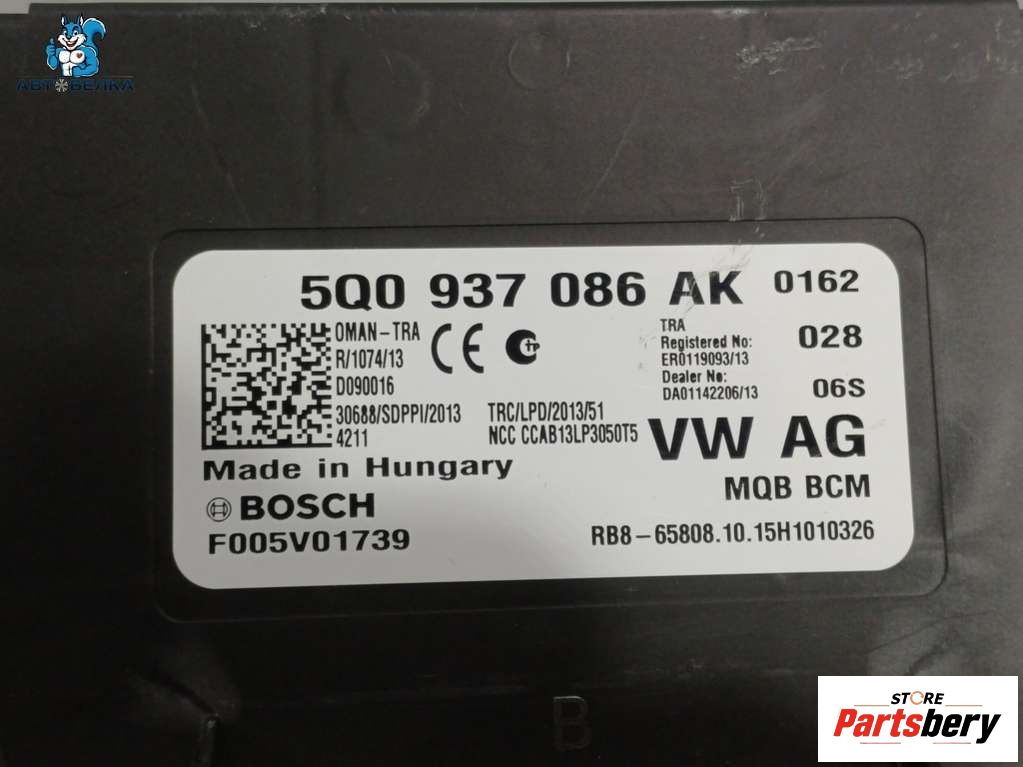 АВТОБЕЛКА
5Q0 937 086 AK 0162
OMAN-TRA
R/1074/13
D090016
30688/SDPPI/2013
4211
CE
TRC/LPD/2013/51
NCC CCAB13LP3050T5
TRA
Registered No:
ER0119093/13
Dealer No:
DA01142206/13
028
06S
VW AG
MQB BCM
Made in Hungary
BOSCH
F005V01739
RB8-65808.10.15H1010326
B
STORE
Partsbery